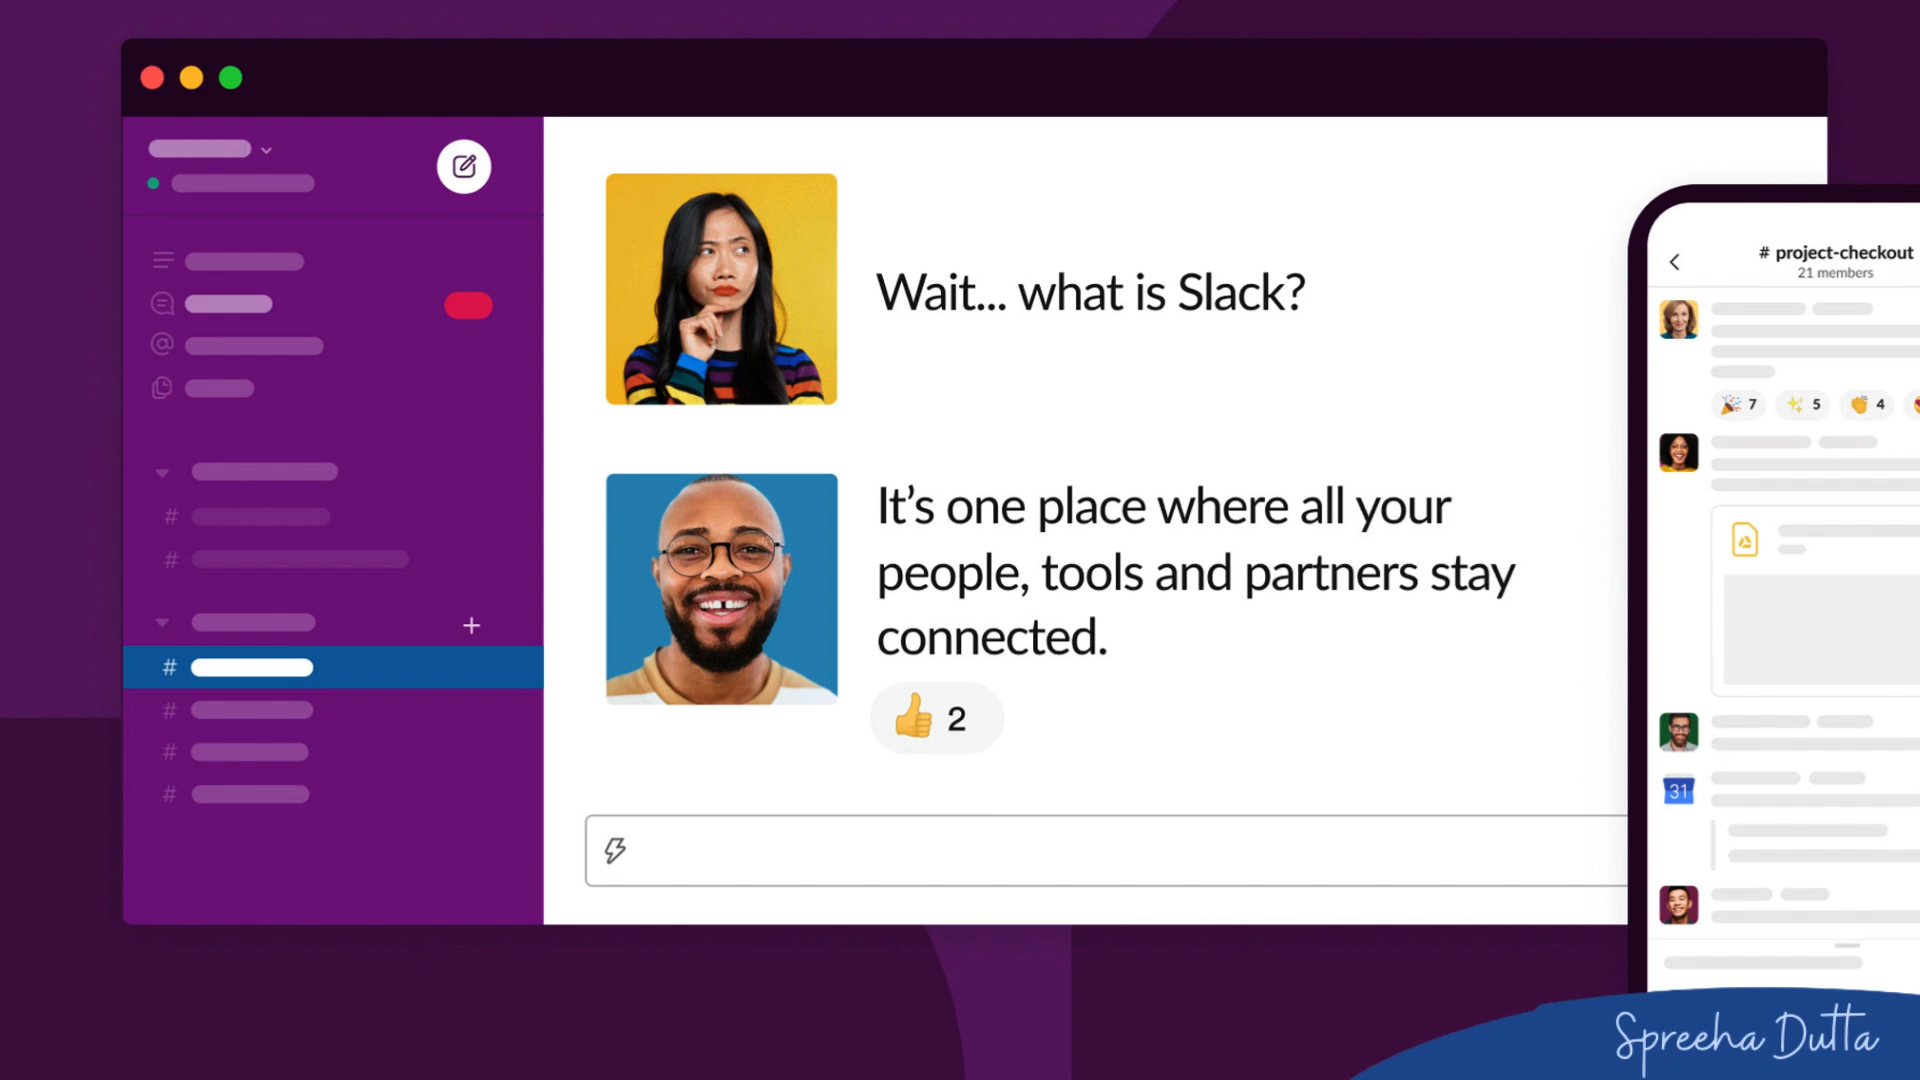 Wait... what is Slack?
It’s one place where all your
people, tools and partners stay
connected.
2
# project-checkout
21 members
7 5 4
31
Spreeha Dutta